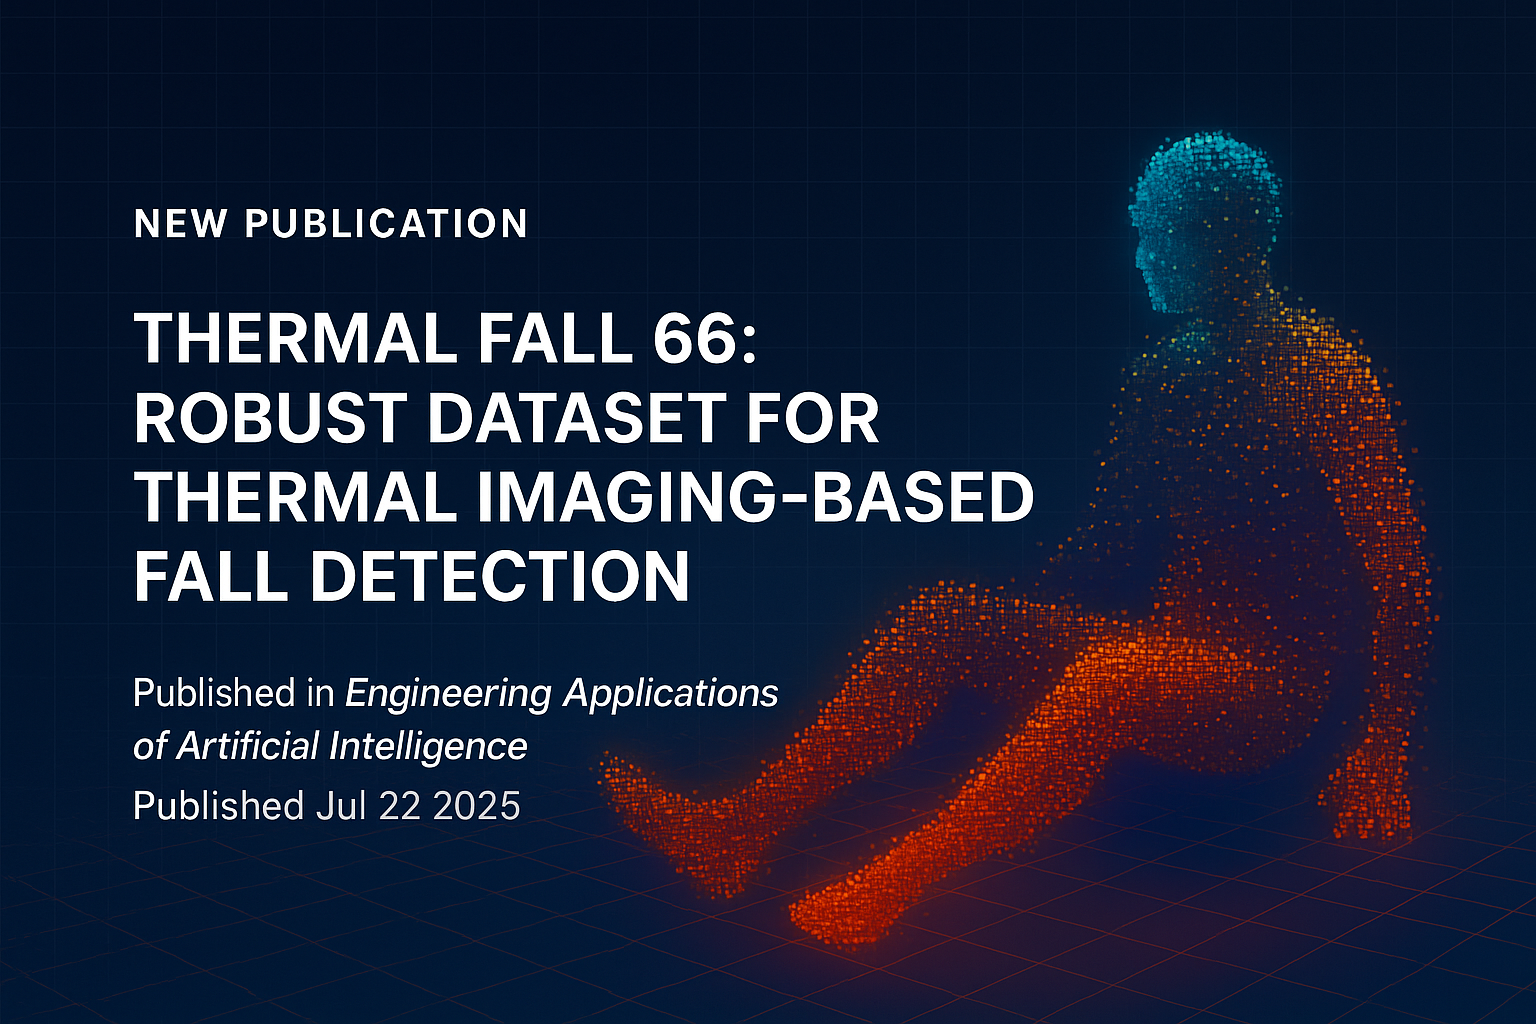 NEW PUBLICATION
THERMAL FALL 66:
ROBUST DATASET FOR
THERMAL IMAGING-BASED
FALL DETECTION
Published in Engineering Applications
of Artificial Intelligence
Published Jul 22 2025